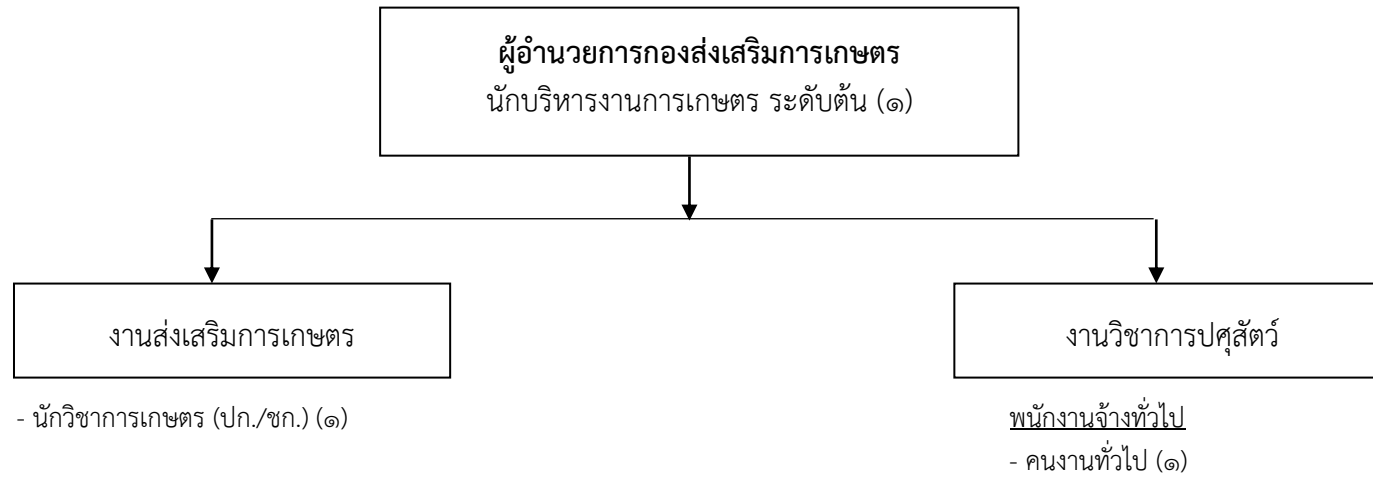 ผู้อำนวยการกองส่งเสริมการเกษตร
นักบริหารงานการเกษตร ระดับต้น (๑)
งานส่งเสริมการเกษตร
- นักวิชาการเกษตร (ปก./ชก.) (๑)
งานวิชาการปศุสัตว์
พนักงานจ้างทั่วไป
- คนงานทั่วไป (๑)